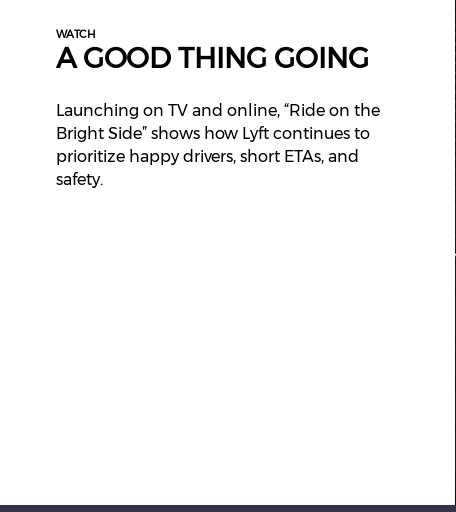 WATCH
A GOOD THING GOING
Launching on TV and online, “Ride on the
Bright Side” shows how Lyft continues to
prioritize happy drivers, short ETAs, and
safety.